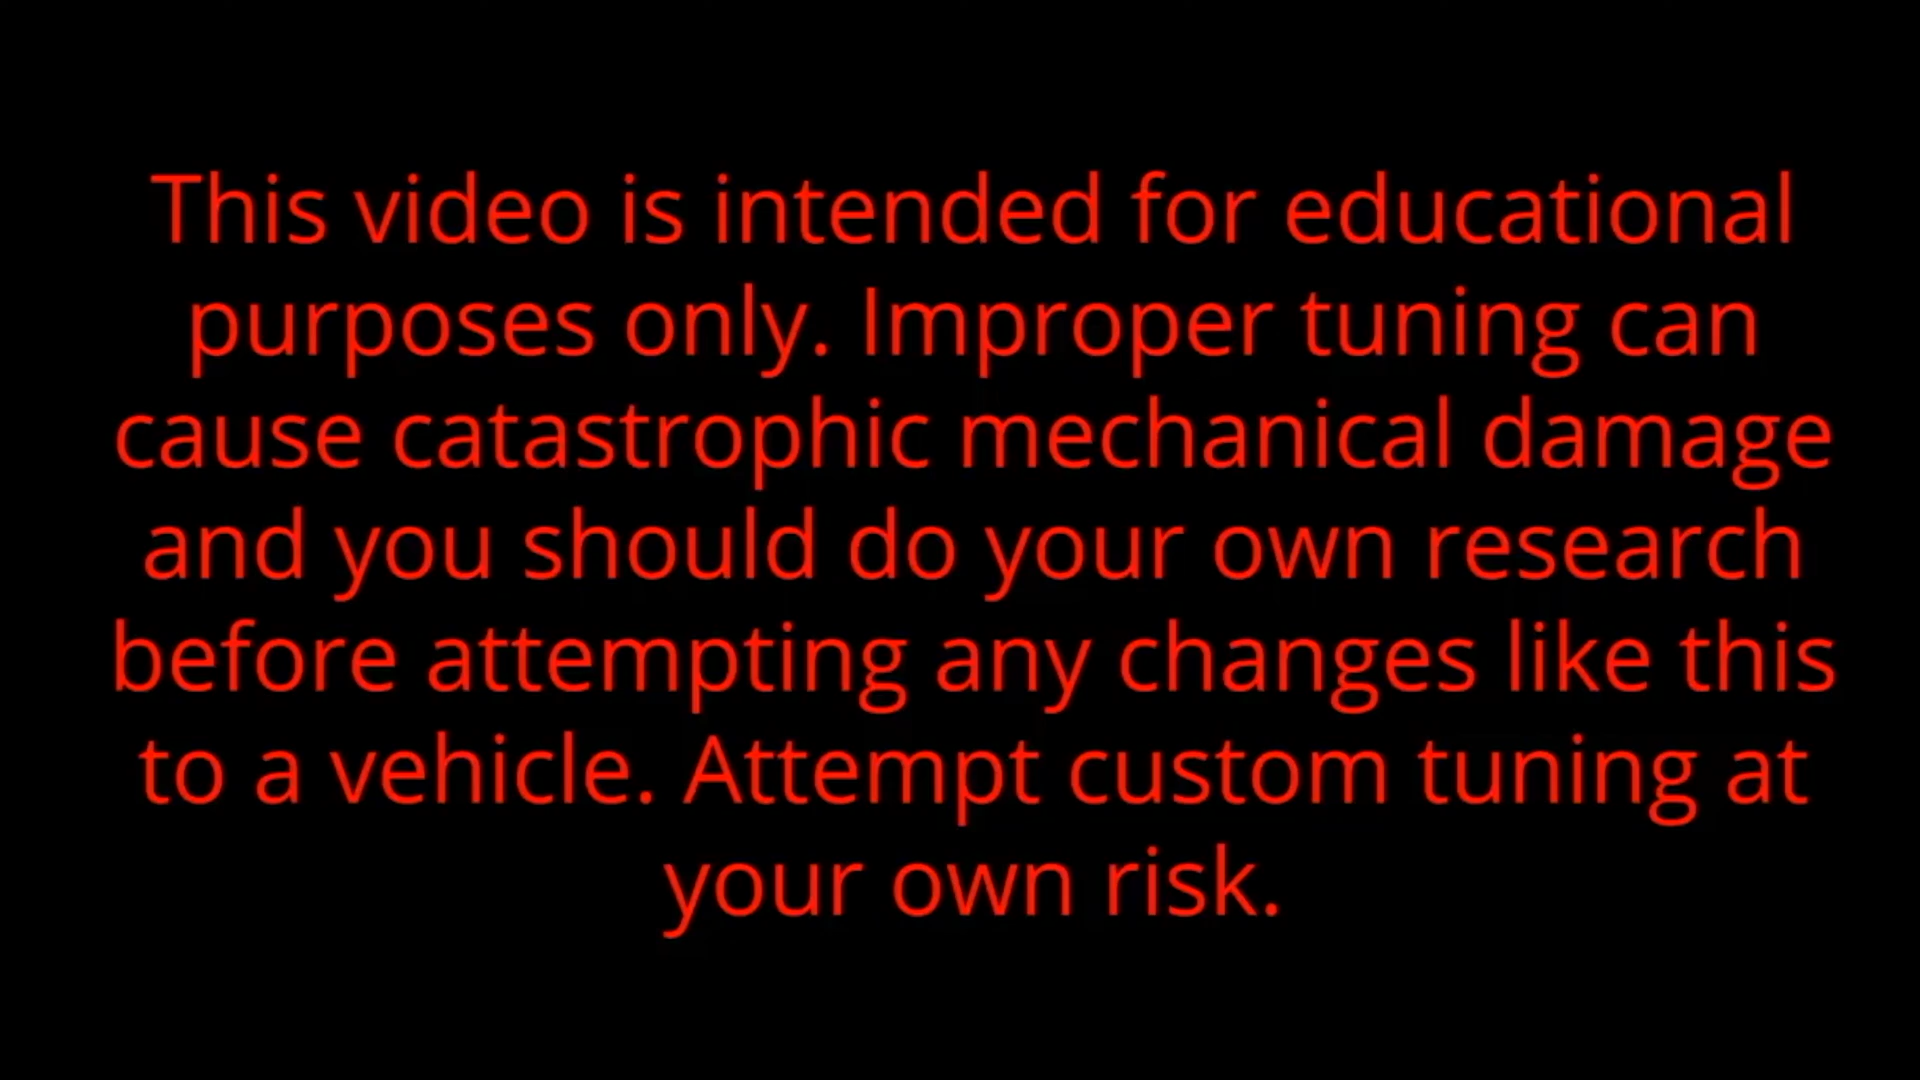 This video is intended for educational
purposes only. Improper tuning can
cause catastrophic mechanical damage
and you should do your own research
before attempting any changes like this
to a vehicle. Attempt custom tuning at
your own risk.